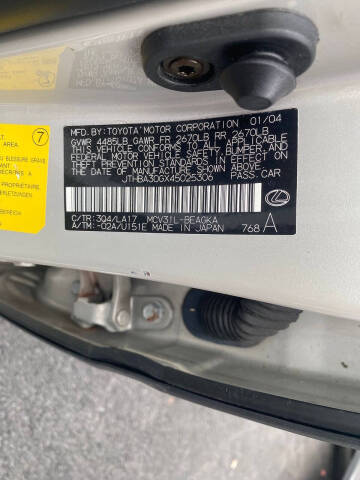 MFD.BY:TOYOTA MOTOR CORPORATION 01/04
GVWR 4485LB GAWR FR 2670LB RR 2670LB
THIS VEHICLE CONFORMS TO ALL APPLICABLE
FEDERAL MOTOR VEHICLE SAFETY,BUMPER,AND
THEFT PREVENTION STANDARDS IN EFFECT ON
THE DATE OF MANUFACTURE SHOWN ABOVE.
PASS.CAR
C/TR:3Q4/LA17 MCV31L-BEAGKA
A/TM:-02A/U151E MADE IN JAPAN 768 A
7
AREA